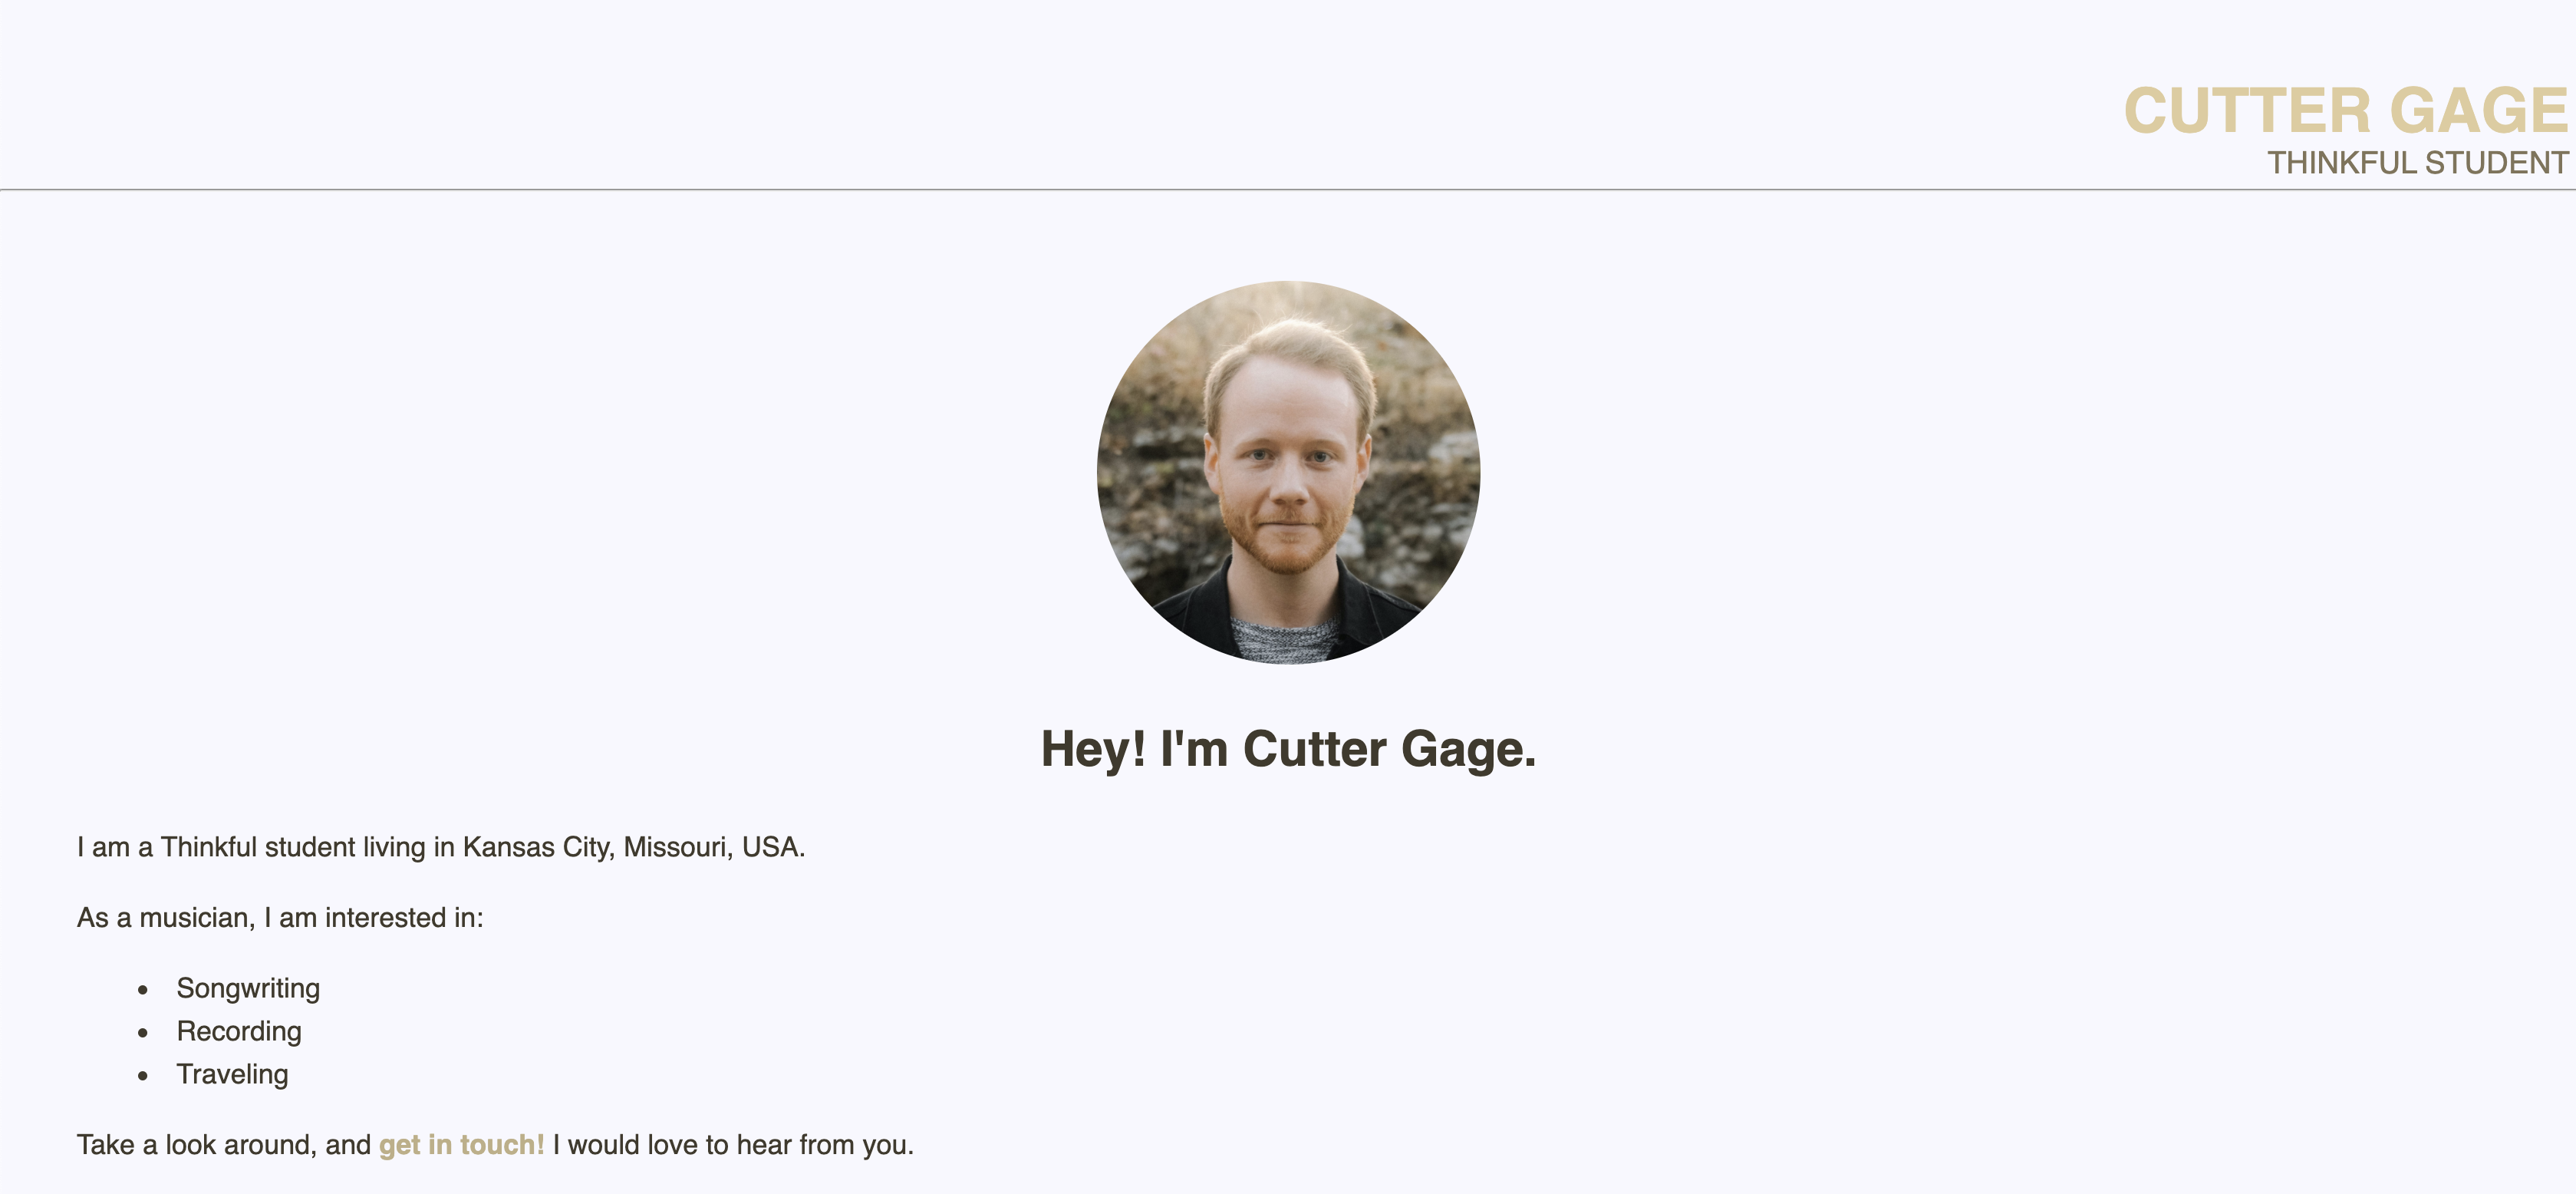 CUTTER GAGE
THINKFUL STUDENT
Hey! I'm Cutter Gage.
I am a Thinkful student living in Kansas City, Missouri, USA.
As a musician, I am interested in:
• Songwriting
• Recording
• Traveling
Take a look around, and get in touch! I would love to hear from you.